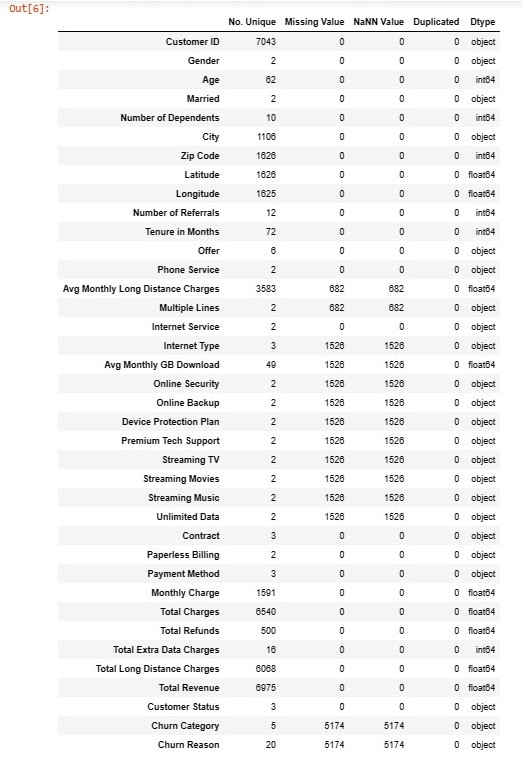 Out[6]:
No. Unique Missing Value NaNN Value Duplicated Dtype
Customer ID 7043 0 0 0 object
Gender 2 0 0 0 object
Age 62 0 0 0 int64
Married 2 0 0 0 object
Number of Dependents 10 0 0 0 int64
City 1106 0 0 0 object
Zip Code 1626 0 0 0 int64
Latitude 1626 0 0 0 float64
Longitude 1625 0 0 0 float64
Number of Referrals 12 0 0 0 int64
Tenure in Months 72 0 0 0 int64
Offer 6 0 0 0 object
Phone Service 2 0 0 0 object
Avg Monthly Long Distance Charges 3583 682 682 0 float64
Multiple Lines 2 682 682 0 object
Internet Service 2 0 0 0 object
Internet Type 3 1526 1526 0 object
Avg Monthly GB Download 49 1526 1526 0 float64
Online Security 2 1526 1526 0 object
Online Backup 2 1526 1526 0 object
Device Protection Plan 2 1526 1526 0 object
Premium Tech Support 2 1526 1526 0 object
Streaming TV 2 1526 1526 0 object
Streaming Movies 2 1526 1526 0 object
Streaming Music 2 1526 1526 0 object
Unlimited Data 2 1526 1526 0 object
Contract 3 0 0 0 object
Paperless Billing 2 0 0 0 object
Payment Method 3 0 0 0 object
Monthly Charge 1591 0 0 0 float64
Total Charges 6540 0 0 0 float64
Total Refunds 500 0 0 0 float64
Total Extra Data Charges 16 0 0 0 int64
Total Long Distance Charges 6068 0 0 0 float64
Total Revenue 6975 0 0 0 float64
Customer Status 3 0 0 0 object
Churn Category 5 5174 5174 0 object
Churn Reason 20 5174 5174 0 object